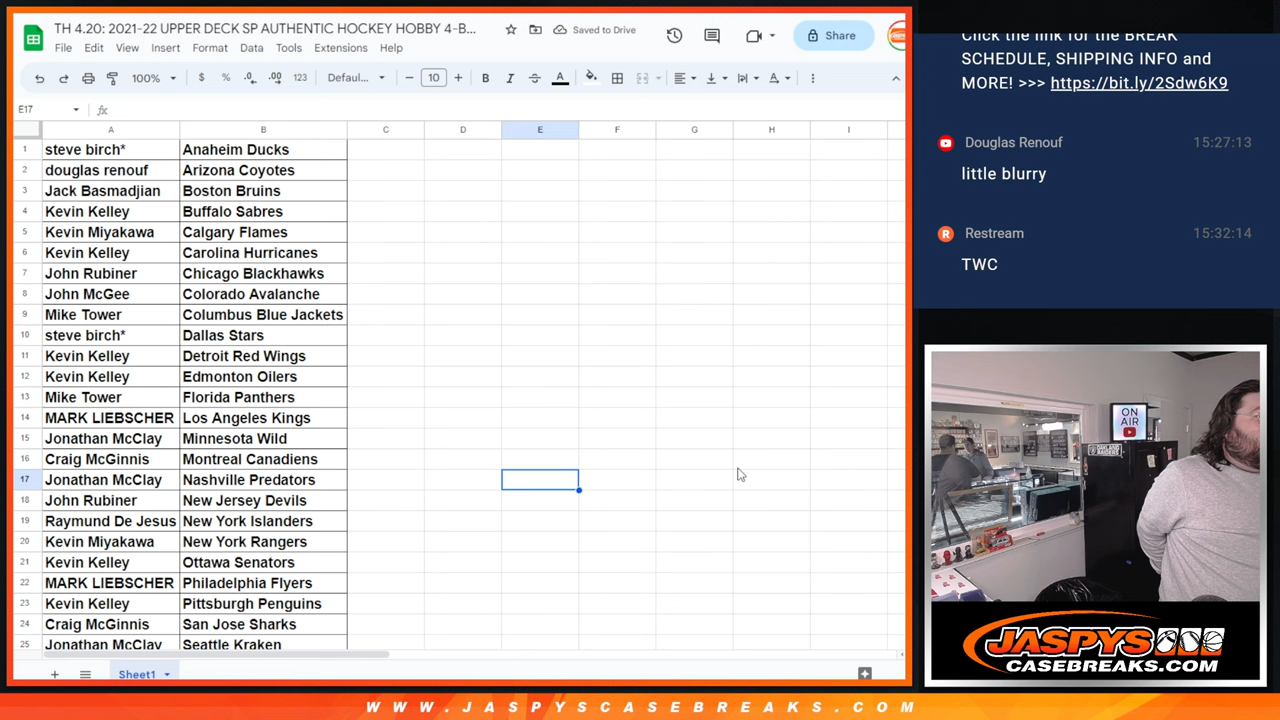 TH 4.20: 2021-22 UPPER DECK SP AUTHENTIC HOCKEY HOBBY 4-B...
Saved to Drive
Share
File Edit View Insert Format Data Tools Extensions Help
100% $ % .0 .00 123 Defaul... 10 B I A
E17 fx
A B C D E F G H I
1 steve birch* Anaheim Ducks
2 douglas renouf Arizona Coyotes
3 Jack Basmadjian Boston Bruins
4 Kevin Kelley Buffalo Sabres
5 Kevin Miyakawa Calgary Flames
6 Kevin Kelley Carolina Hurricanes
7 John Rubiner Chicago Blackhawks
8 John McGee Colorado Avalanche
9 Mike Tower Columbus Blue Jackets
10 steve birch* Dallas Stars
11 Kevin Kelley Detroit Red Wings
12 Kevin Kelley Edmonton Oilers
13 Mike Tower Florida Panthers
14 MARK LIEBSCHER Los Angeles Kings
15 Jonathan McClay Minnesota Wild
16 Craig McGinnis Montreal Canadiens
17 Jonathan McClay Nashville Predators
18 John Rubiner New Jersey Devils
19 Raymund De Jesus New York Islanders
20 Kevin Miyakawa New York Rangers
21 Kevin Kelley Ottawa Senators
22 MARK LIEBSCHER Philadelphia Flyers
23 Kevin Kelley Pittsburgh Penguins
24 Craig McGinnis San Jose Sharks
25 Jonathan McClay Seattle Kraken
Sheet1
Click the link for the BREAK
SCHEDULE, SHIPPING INFO and
MORE! >>> https://bit.ly/2Sdw6K9
Douglas Renouf 15:27:13
little blurry
Restream 15:32:14
TWC
ON
AIR
JASPYS
CASEBREAKS.COM
WWW.JASPYSCASEBREAKS.COM